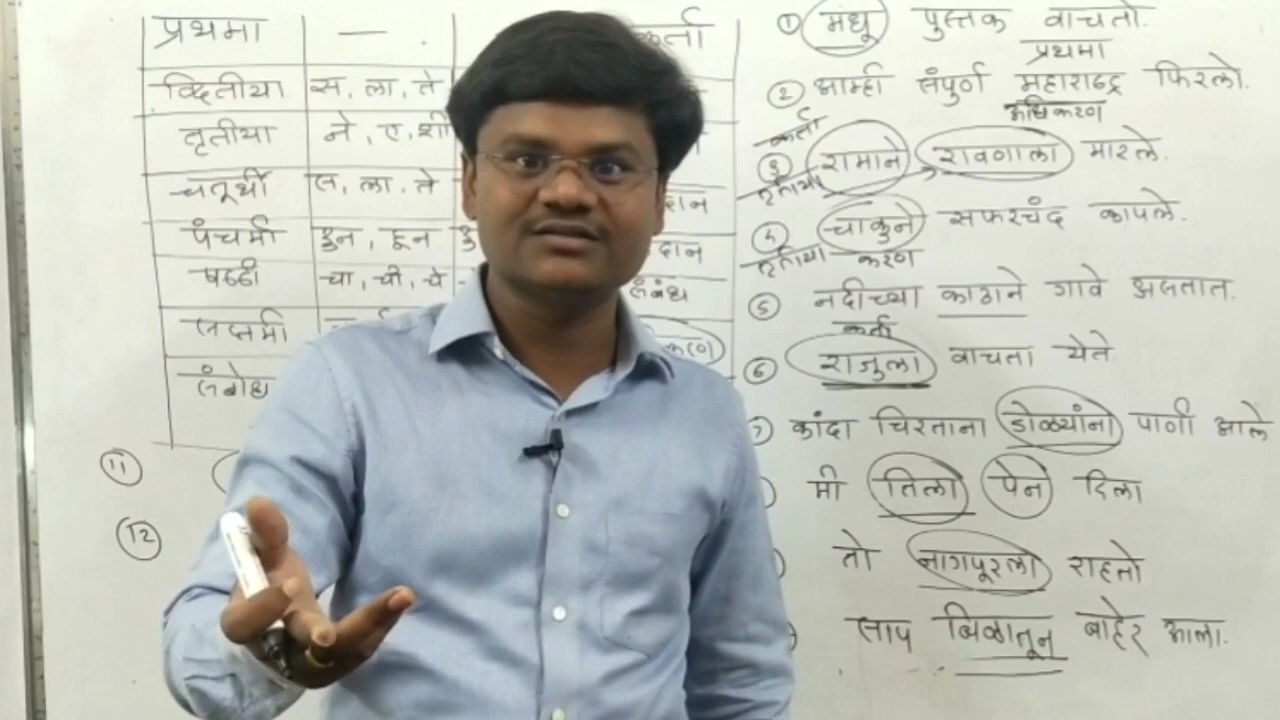 प्रथमा — . कर्ता
व्दितीया स, ला, ते
तृतीया ने, ए, शी
चतुर्थी स, ला, ते दान
पंचमी हुन, ऊन दान
षष्ठी चा, ची, चे संबंध
सप्तमी
संबोध
11
12
① मधू पुस्तक वाचतो.
प्रथमा
② आम्ही संपुर्ण महाराष्ट्र फिरलो.
अधिकरण
कर्ता
③ रामाने रावणाला मारले.
तृतीया
④ चाकुने सफरचंद कापले.
तृतीया करण
⑤ नदीच्या काठाने गावे असतात.
कर्ता
⑥ राजुला वाचता येते.
7 कांदा चिरताना डोळ्यांना पाणी आले
मी तिला पेन दिला
तो नागपूरला राहतो
साप बिळातून बाहेर आला.